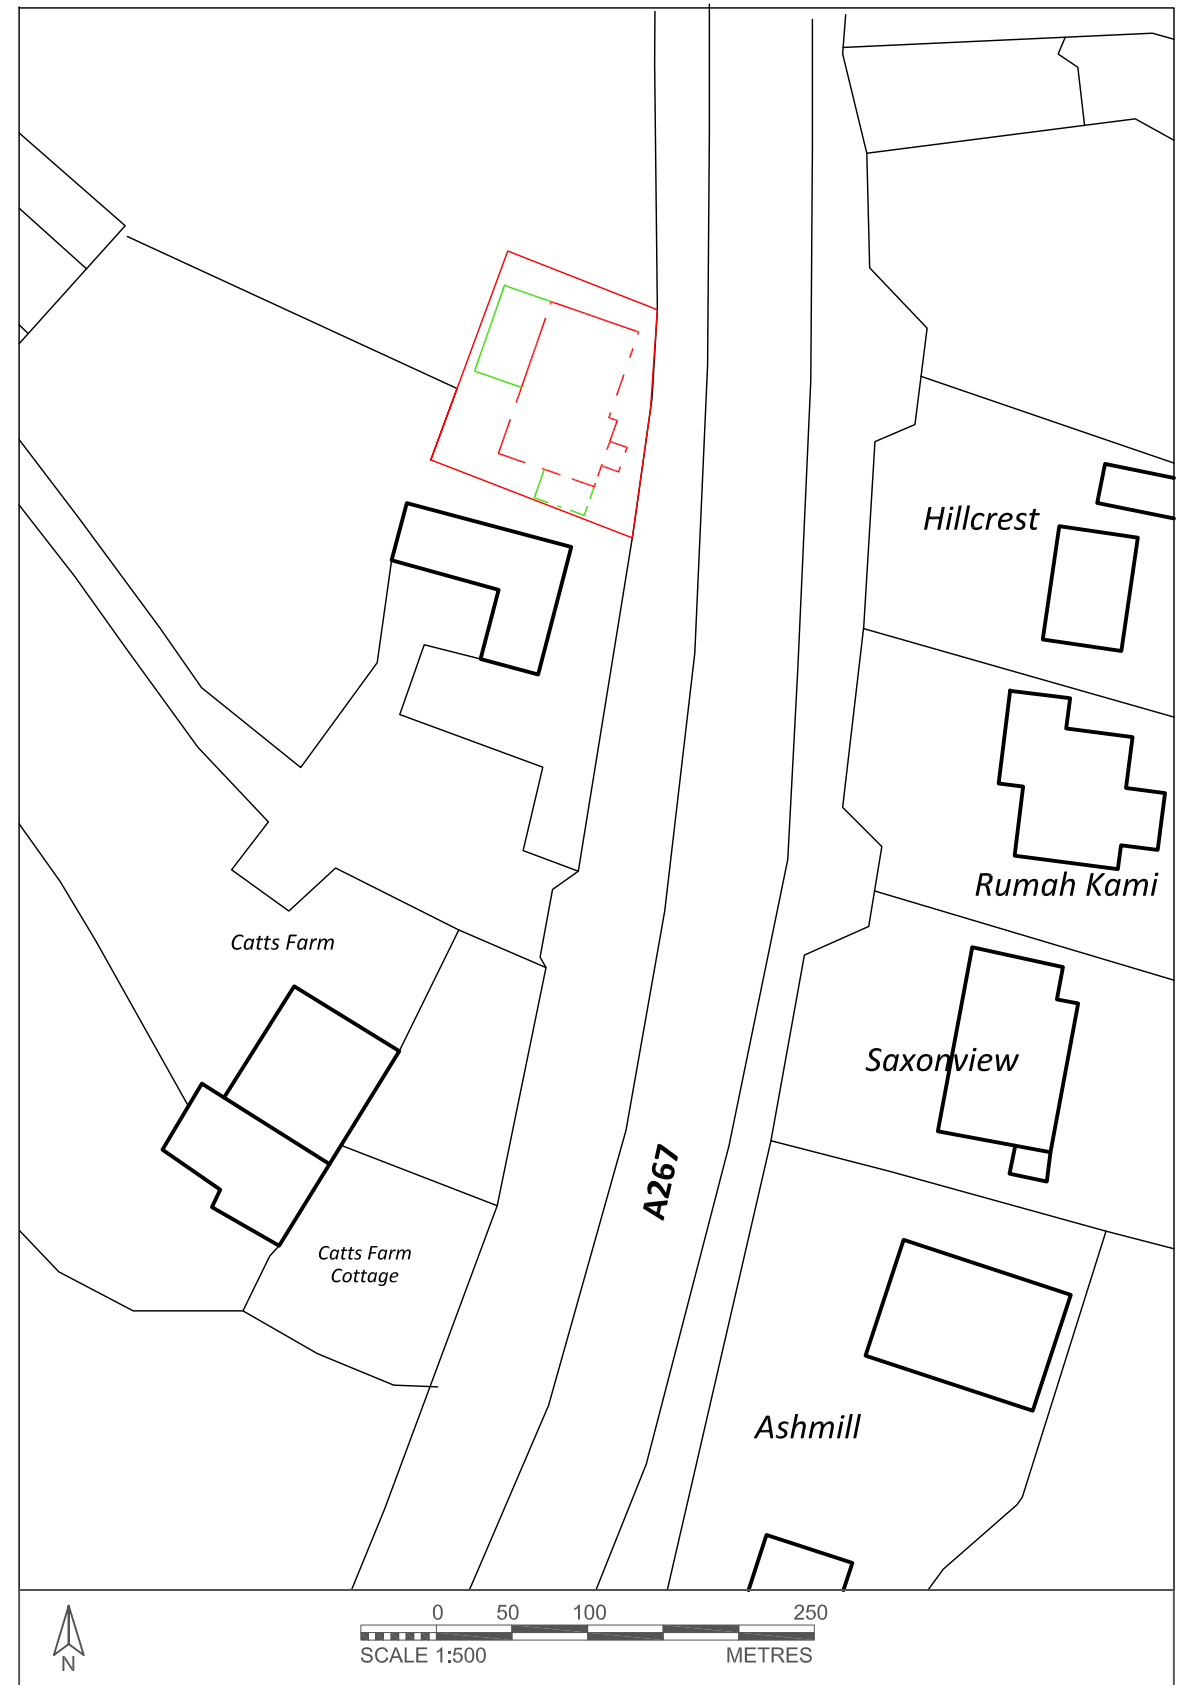 Hillcrest
Rumah Kami
Catts Farm
Saxonview
A267
Catts Farm
Cottage
Ashmill
0 50 100 250
SCALE 1:500 METRES
N